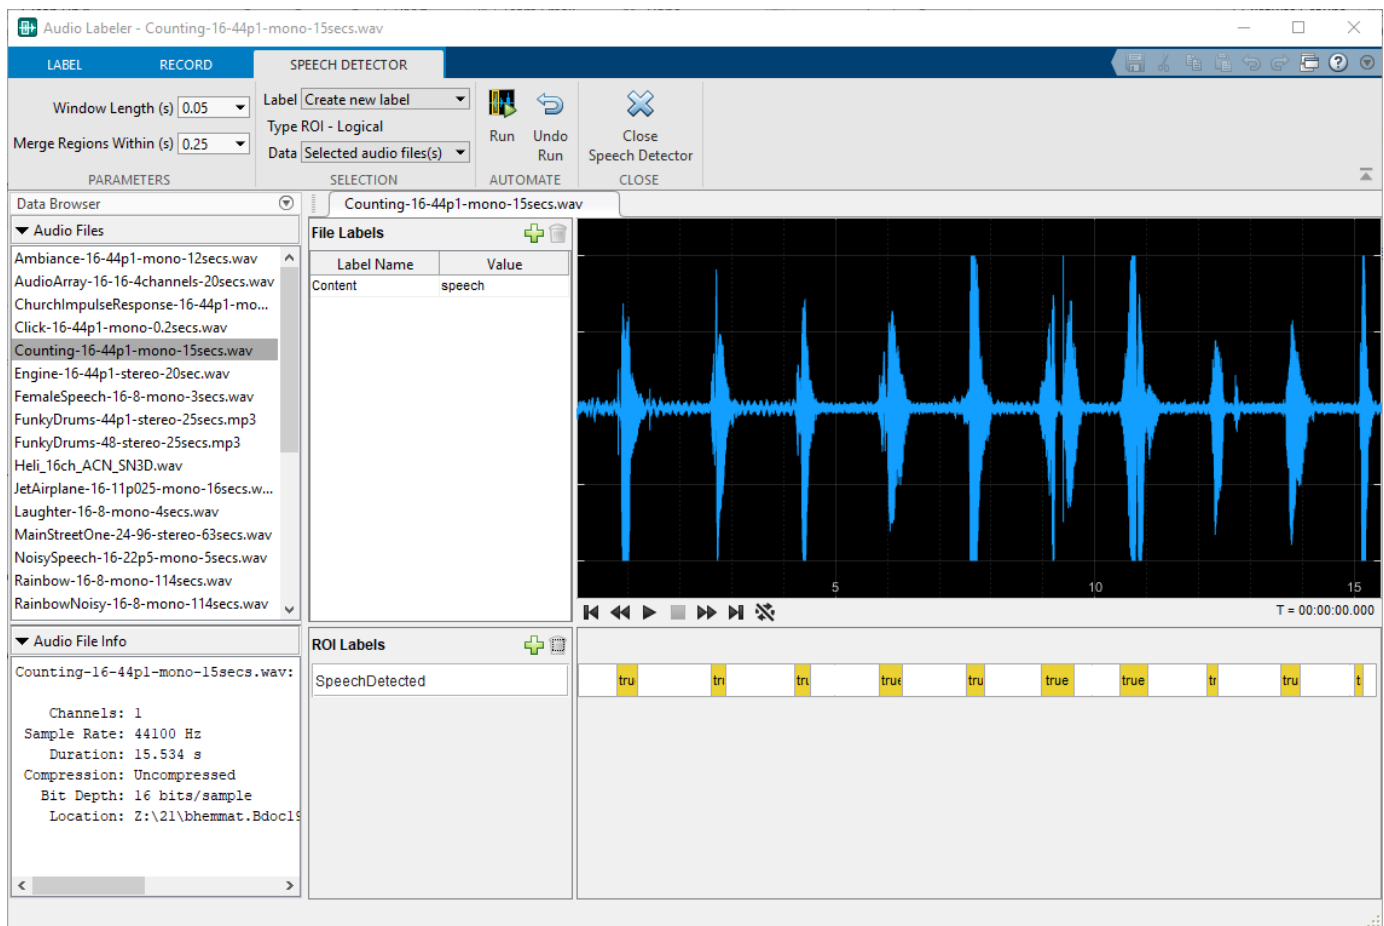 Audio Labeler - Counting-16-44p1-mono-15secs.wav
LABEL RECORD SPEECH DETECTOR
Window Length (s) 0.05
Merge Regions Within (s) 0.25
PARAMETERS
Label Create new label
Type ROI - Logical
Data Selected audio files(s)
SELECTION
Run Undo Run
AUTOMATE
Close Speech Detector
CLOSE
Data Browser
Audio Files
Ambiance-16-44p1-mono-12secs.wav
AudioArray-16-16-4channels-20secs.wav
ChurchImpulseResponse-16-44p1-mo...
Click-16-44p1-mono-0.2secs.wav
Counting-16-44p1-mono-15secs.wav
Engine-16-44p1-stereo-20sec.wav
FemaleSpeech-16-8-mono-3secs.wav
FunkyDrums-44p1-stereo-25secs.mp3
FunkyDrums-48-stereo-25secs.mp3
Heli_16ch_ACN_SN3D.wav
JetAirplane-16-11p025-mono-16secs.w...
Laughter-16-8-mono-4secs.wav
MainStreetOne-24-96-stereo-63secs.wav
NoisySpeech-16-22p5-mono-5secs.wav
Rainbow-16-8-mono-114secs.wav
RainbowNoisy-16-8-mono-114secs.wav
Audio File Info
Counting-16-44p1-mono-15secs.wav:
Channels: 1
Sample Rate: 44100 Hz
Duration: 15.534 s
Compression: Uncompressed
Bit Depth: 16 bits/sample
Location: Z:\21\bhemmat.Bdoc19
Counting-16-44p1-mono-15secs.wav
File Labels
Label Name Value
Content speech
5 10 15
T = 00:00:00.000
ROI Labels
SpeechDetected
tru tru tru true tru true true tr tru t